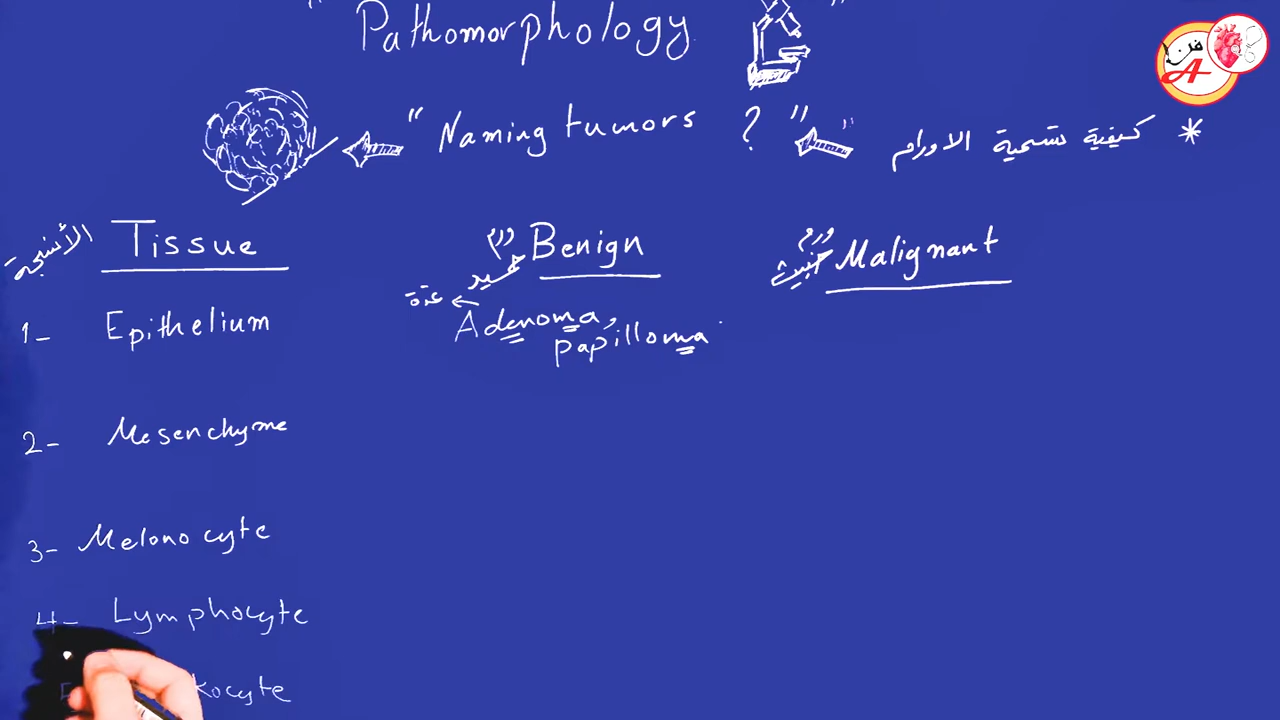 "Pathomorphology"
"Naming tumors ?" * كيفية تسمية الاورام
الأنسجة Tissue
ورم حميد Benign
ورم خبيث Malignant
1- Epithelium
غدة
Adenoma, papilloma
2- Mesenchyme
3- Melonocyte
4- Lymphocyte
kocyte
فن A